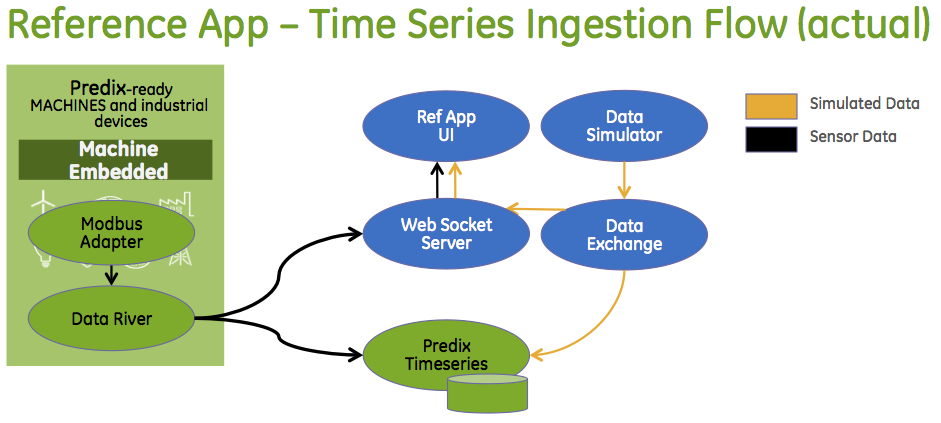 Reference App – Time Series Ingestion Flow (actual)
Predix-ready
MACHINES and industrial
devices
Machine
Embedded
Modbus
Adapter
Data River
Ref App
UI
Data
Simulator
Web Socket
Server
Data
Exchange
Predix
Timeseries
Simulated Data
Sensor Data